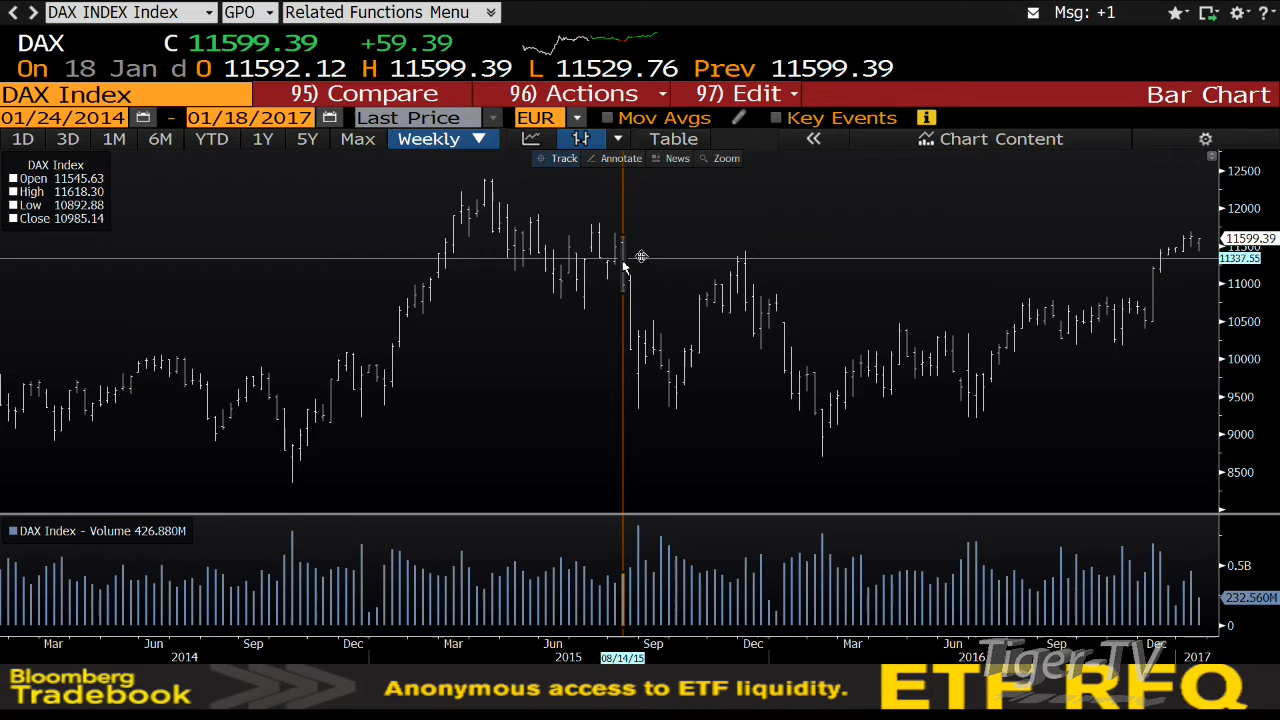 DAX INDEX Index GPO Related Functions Menu Msg: +1 ?
DAX C 11599.39 +59.39
On 18 Jan d O 11592.12 H 11599.39 L 11529.76 Prev 11599.39
DAX Index 95) Compare 96) Actions 97) Edit Bar Chart
01/24/2014 - 01/18/2017 Last Price EUR Mov Avgs Key Events
1D 3D 1M 6M YTD 1Y 5Y Max Weekly Table Chart Content
Track Annotate News Zoom
DAX Index
Open 11545.63
High 11618.30
Low 10892.88
Close 10985.14
12500
12000
11599.39
11337.55
11000
10500
10000
9500
9000
8500
DAX Index - Volume 426.880M
0.5B
232.560M
0
Mar Jun Sep Dec Mar Jun Sep Dec Mar Jun Sep Dec
2014 2015 08/14/15 2016 2017
Tiger-TV
Bloomberg
Tradebook
Anonymous access to ETF liquidity.
ETF RFQ